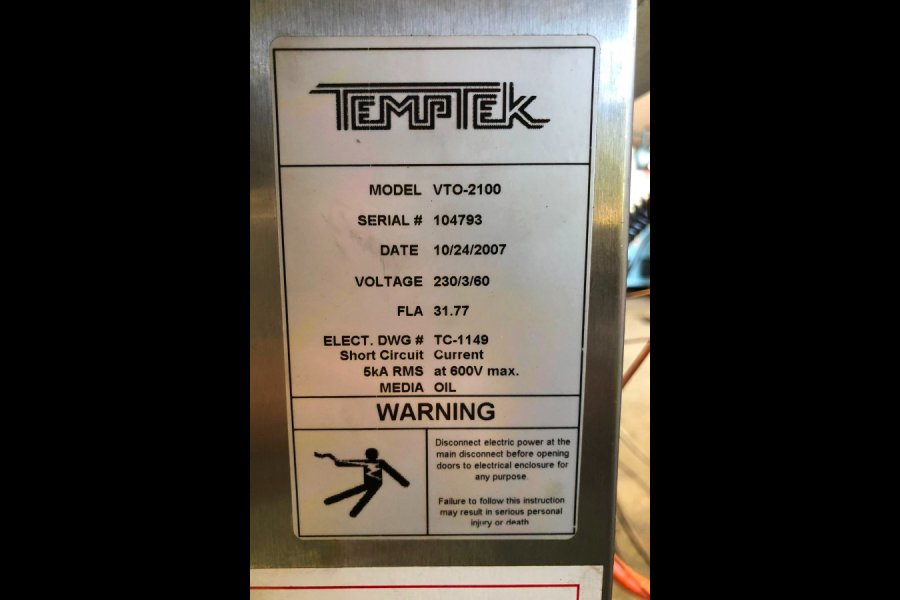 TEMPTEK
MODEL VTO-2100
SERIAL # 104793
DATE 10/24/2007
VOLTAGE 230/3/60
FLA 31.77
ELECT. DWG # TC-1149
Short Circuit Current
5kA RMS at 600V max.
MEDIA OIL
WARNING
Disconnect electric power at the
main disconnect before opening
doors to electrical enclosure for
any purpose.
Failure to follow this instruction
may result in serious personal
injury or death